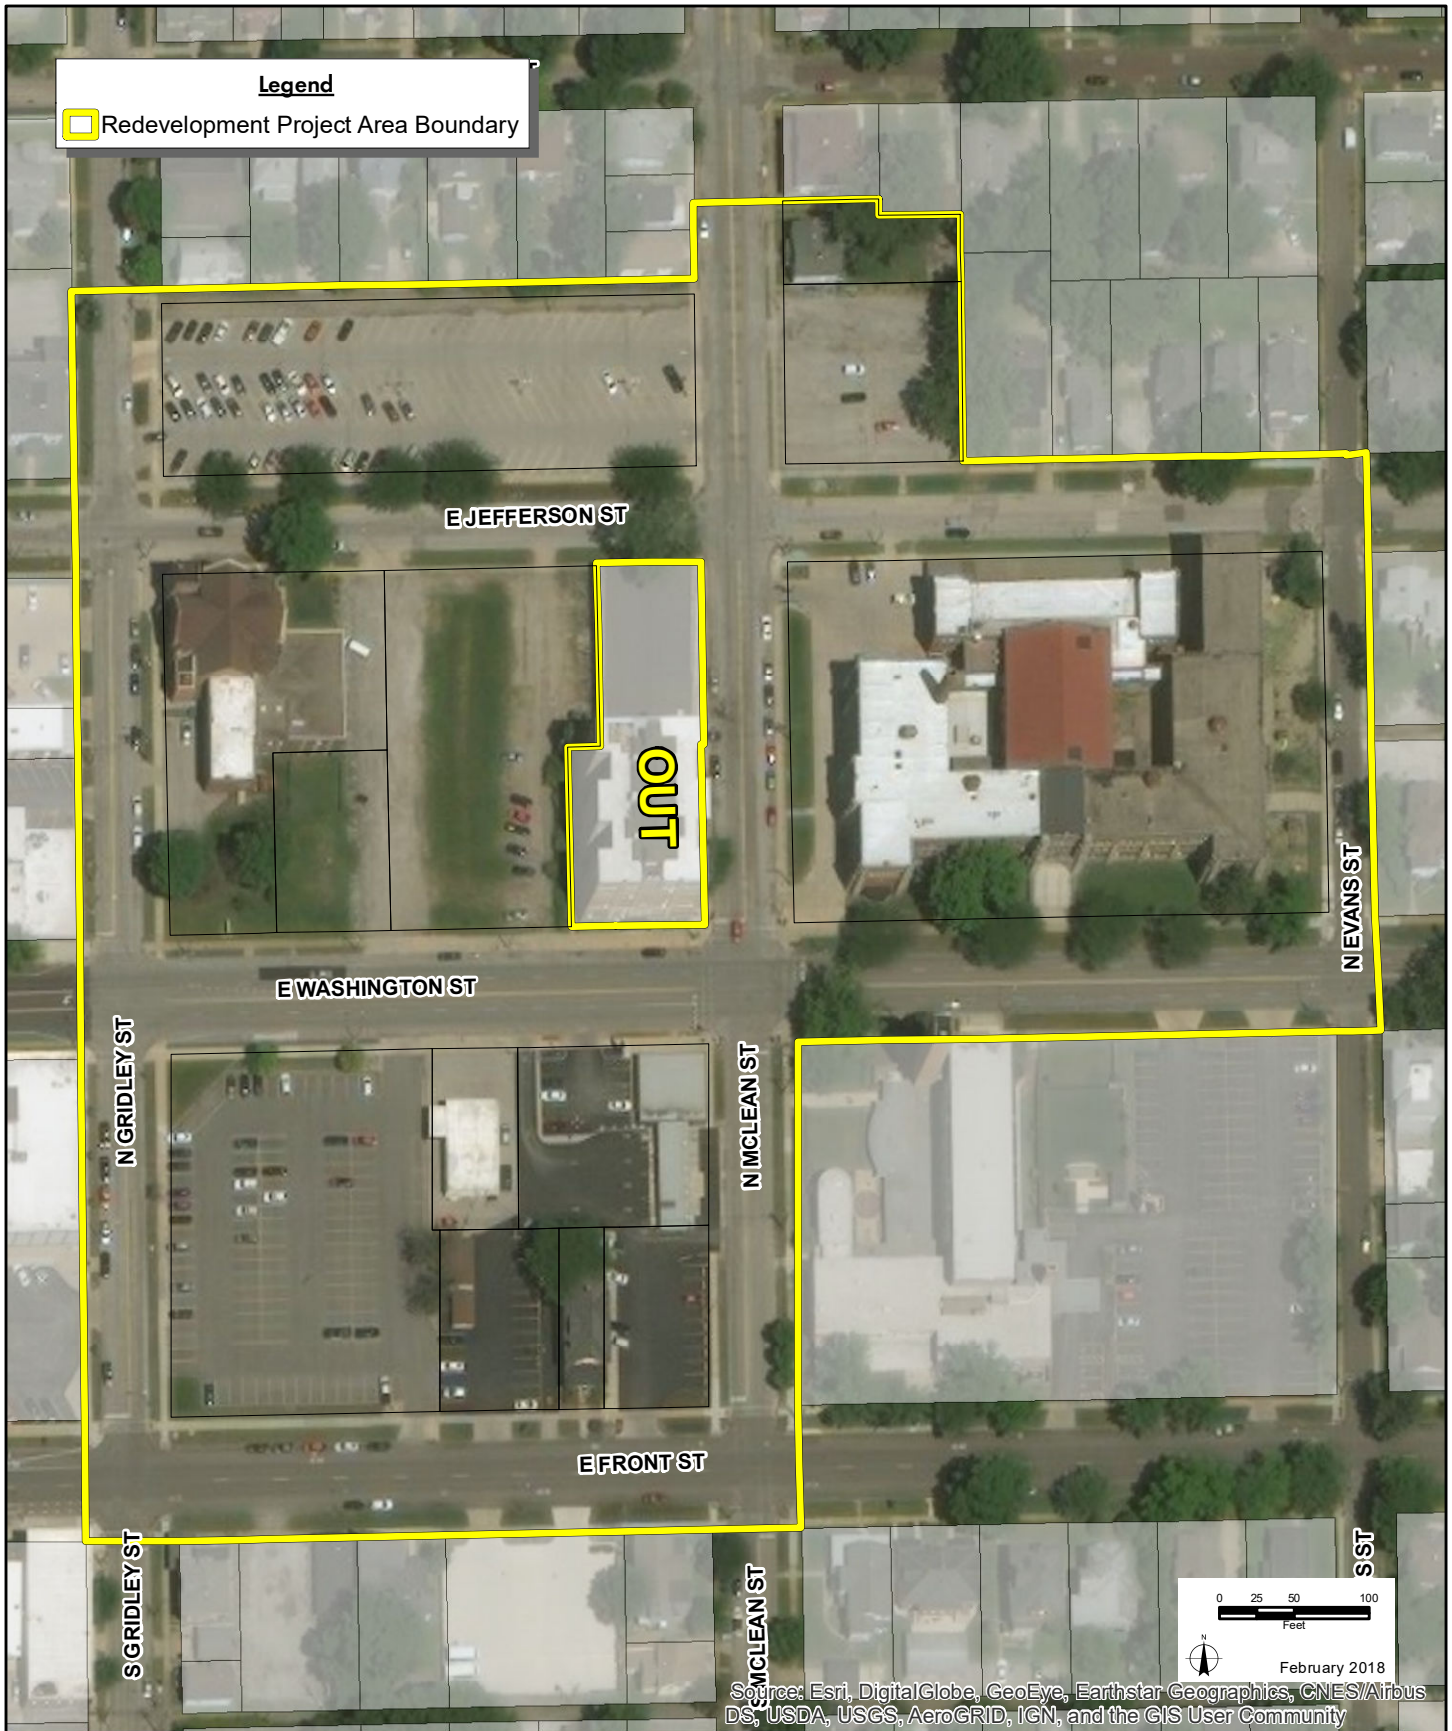 Legend
Redevelopment Project Area Boundary
E JEFFERSON ST
OUT
N EVANS ST
E WASHINGTON ST
N GRIDLEY ST
N MCLEAN ST
E FRONT ST
S GRIDLEY ST
S MCLEAN ST
S ST
0 25 50 100
Feet
N
February 2018
Source: Esri, DigitalGlobe, GeoEye, Earthstar Geographics, CNES/Airbus
DS, USDA, USGS, AeroGRID, IGN, and the GIS User Community